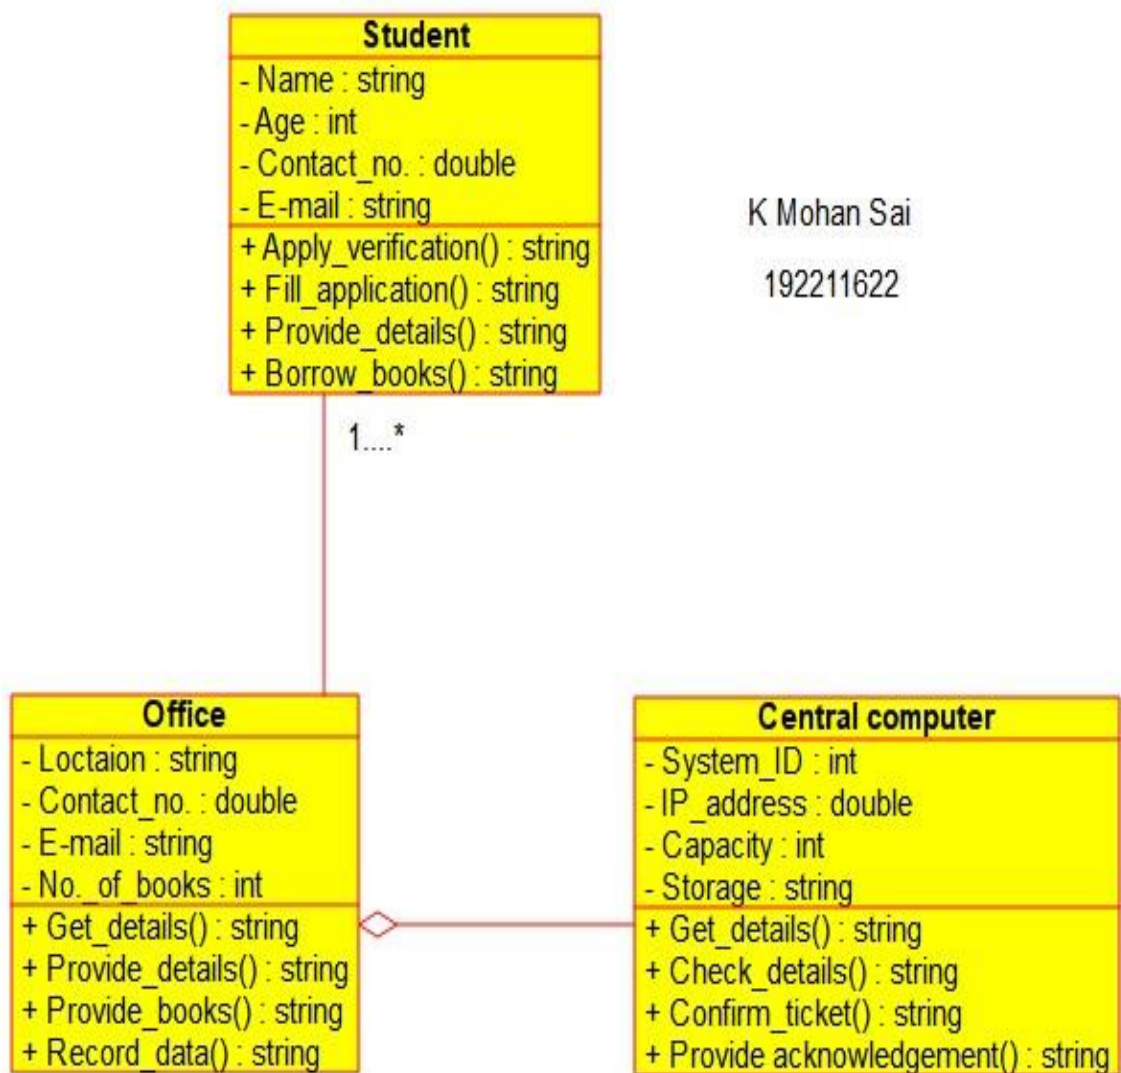 Student
- Name : string
- Age : int
- Contact_no. : double
- E-mail : string
+ Apply_verification() : string
+ Fill_application() : string
+ Provide_details() : string
+ Borrow_books() : string
K Mohan Sai
192211622
1....*
Office
- Loctaion : string
- Contact_no. : double
- E-mail : string
- No._of_books : int
+ Get_details() : string
+ Provide_details() : string
+ Provide_books() : string
+ Record_data() : string
Central computer
- System_ID : int
- IP_address : double
- Capacity : int
- Storage : string
+ Get_details() : string
+ Check_details() : string
+ Confirm_ticket() : string
+ Provide acknowledgement() : string